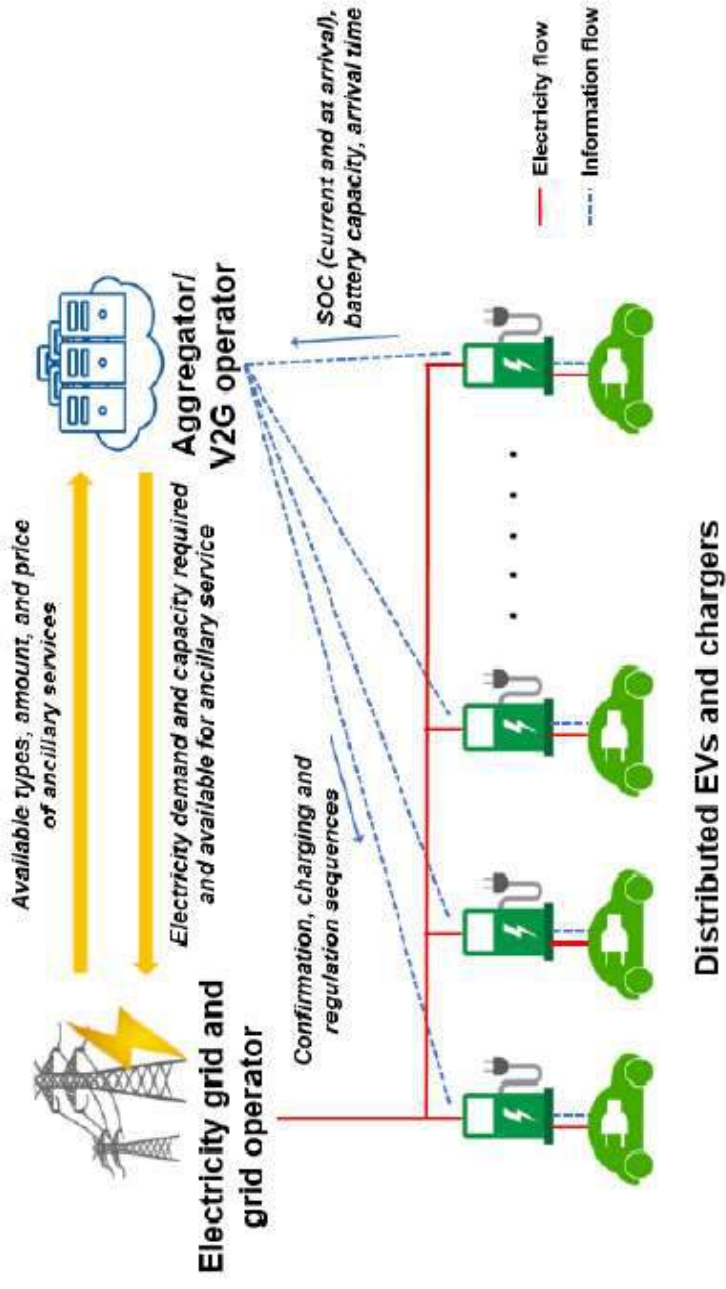 Available types, amount, and price
of ancillary services
Electricity demand and capacity required
and available for ancillary service
Electricity grid and
grid operator
Aggregator/
V2G operator
Confirmation, charging and
regulation sequences
SOC (current and at arrival),
battery capacity, arrival time
Electricity flow
Information flow
Distributed EVs and chargers